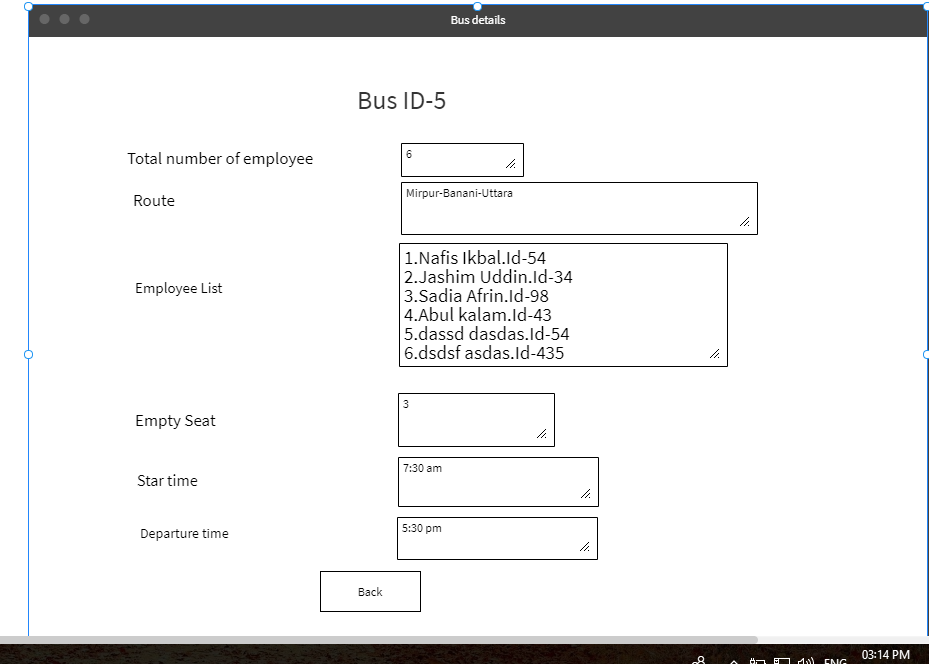 Bus details
Bus ID-5
Total number of employee
6
Route
Mirpur-Banani-Uttara
Employee List
1.Nafis Ikbal.Id-54
2.Jashim Uddin.Id-34
3.Sadia Afrin.Id-98
4.Abul kalam.Id-43
5.dassd dasdas.Id-54
6.dsdsf asdas.Id-435
Empty Seat
3
Star time
7:30 am
Departure time
5:30 pm
Back
ENG
03:14 PM